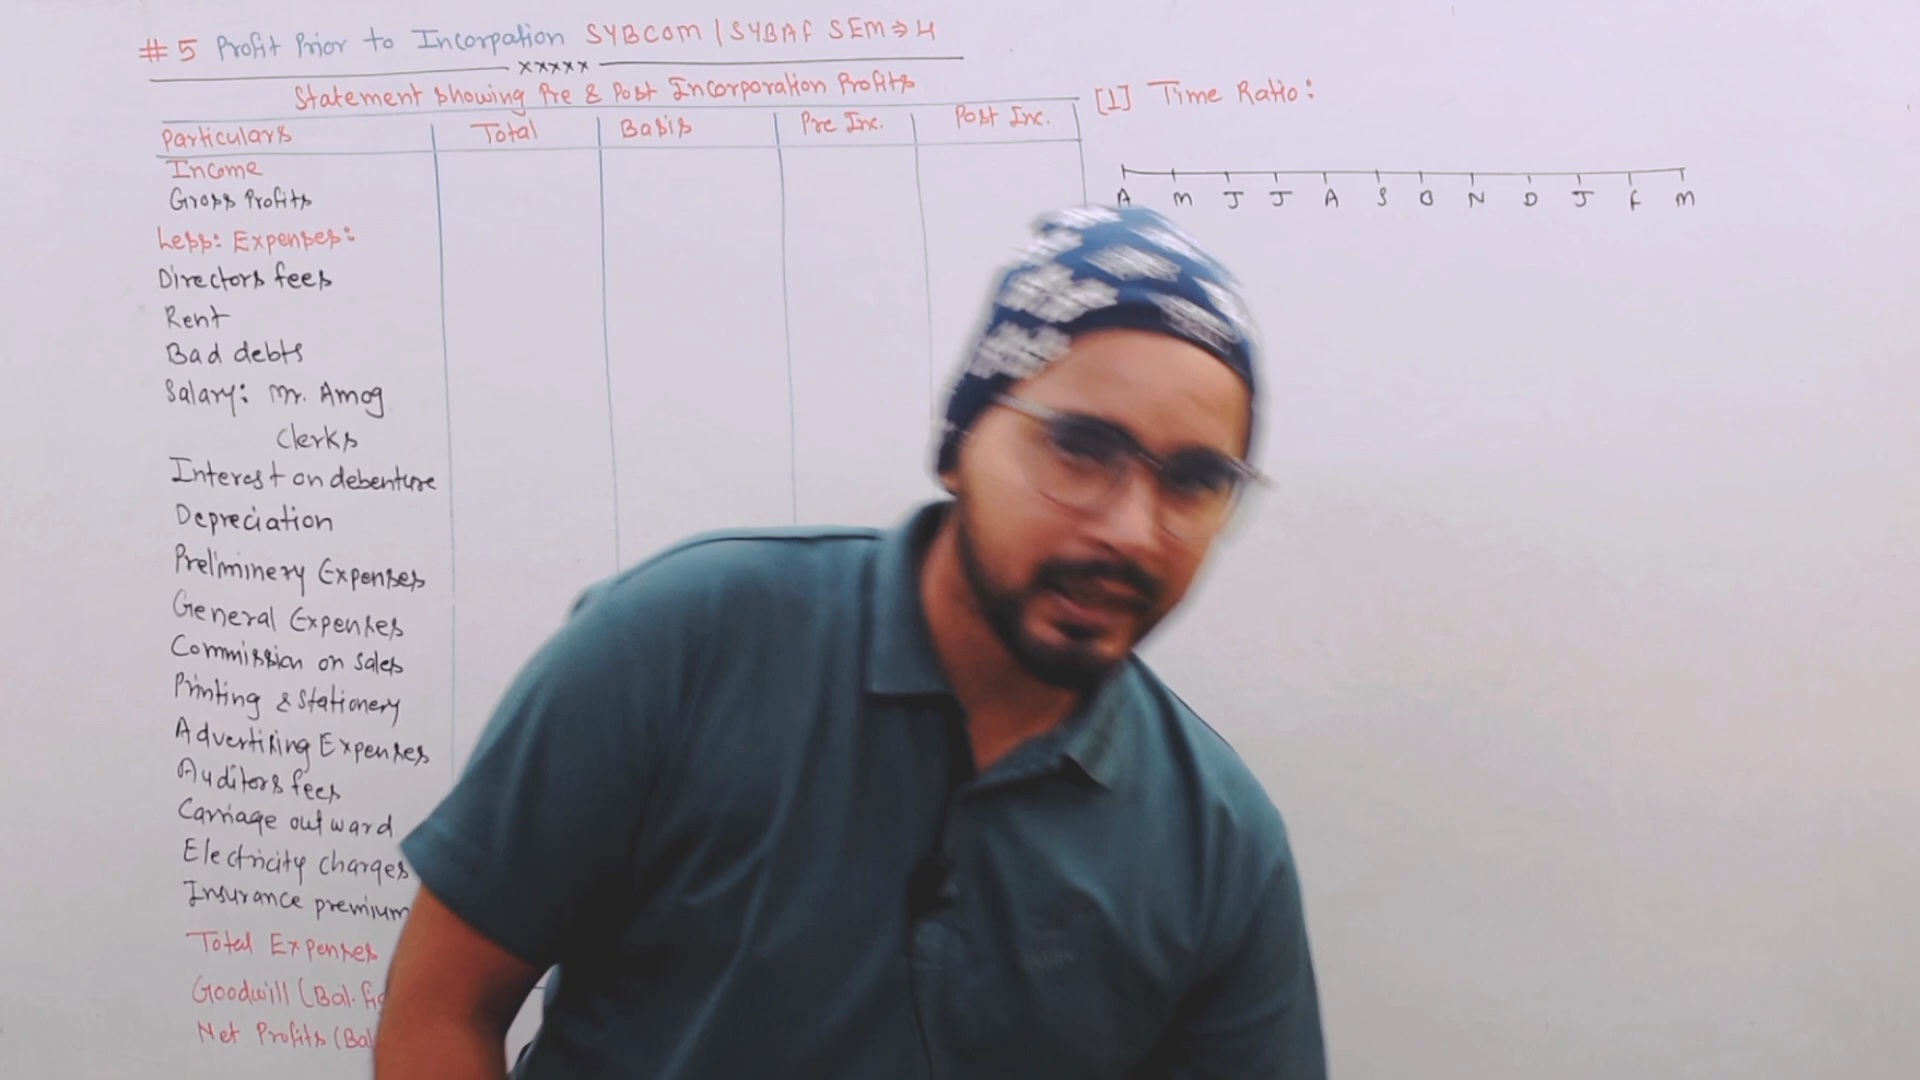 # 5 Profit Prior to Incorpation SYBCOM | SYBAF SEM → 4
xxxxx
Statement showing Pre & Post Incorporation Profits
Particulars Total Basis Pre Inc. Post Inc.
Income
Gross Profits
Less: Expenses:
Directors fees
Rent
Bad debts
Salary: Mr. Amog
Clerks
Interest on debenture
Depreciation
Preliminery Expenses
General Expenses
Commission on sales
Printing & stationery
Advertising Expenses
Auditors fees
Carriage outward
Electricity charges
Insurance premium
Total Expenses
Goodwill (Bal. fig
Net Profits (Bal
[1] Time Ratio:
A M J J A S O N D J F M